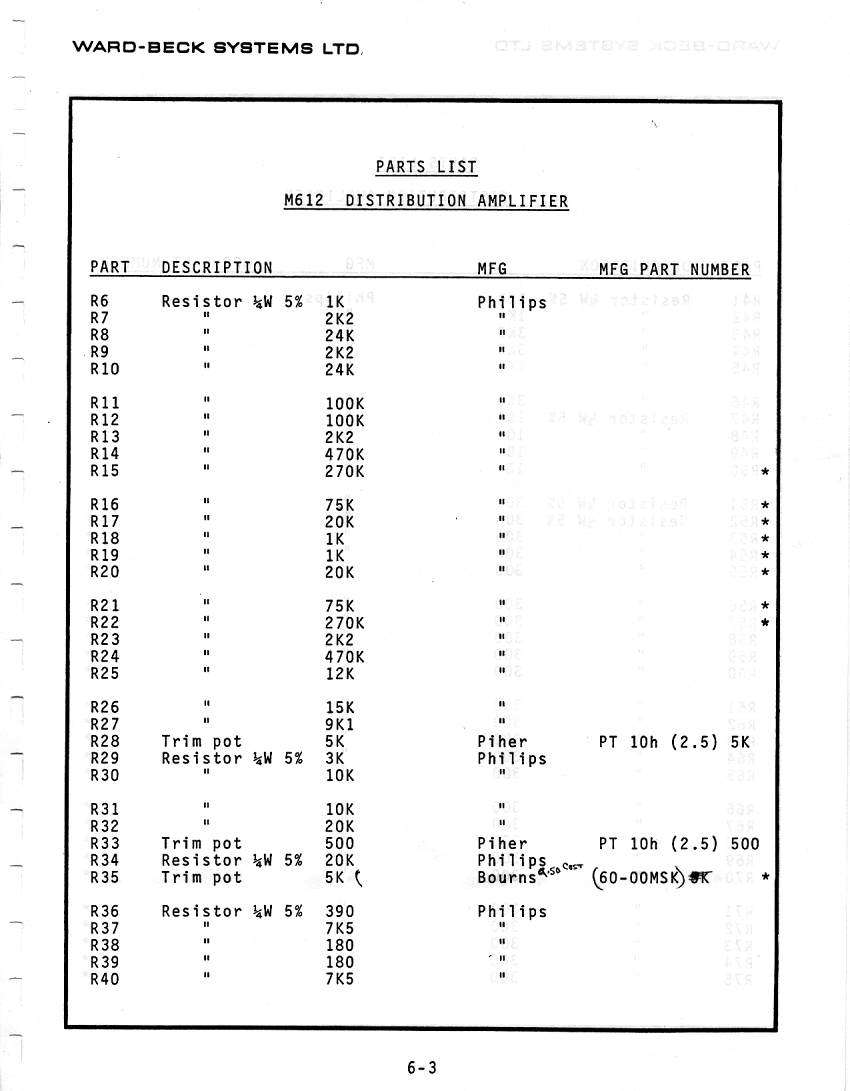 WARD-BECK SYSTEMS LTD.
PARTS LIST
M612 DISTRIBUTION AMPLIFIER
PART DESCRIPTION MFG MFG PART NUMBER
R6 Resistor ¼W 5% 1K Philips
R7 " 2K2 "
R8 " 24K "
R9 " 2K2 "
R10 " 24K "
R11 " 100K "
R12 " 100K "
R13 " 2K2 "
R14 " 470K "
R15 " 270K " *
R16 " 75K " *
R17 " 20K " *
R18 " 1K " *
R19 " 1K " *
R20 " 20K " *
R21 " 75K " *
R22 " 270K " *
R23 " 2K2 "
R24 " 470K "
R25 " 12K "
R26 " 15K "
R27 " 9K1 "
R28 Trim pot 5K Piher PT 10h (2.5) 5K
R29 Resistor ¼W 5% 3K Philips
R30 " 10K "
R31 " 10K "
R32 " 20K "
R33 Trim pot 500 Piher PT 10h (2.5) 500
R34 Resistor ¼W 5% 20K Philips
R35 Trim pot 5K ( Bourns Cost (60-00MSK) *
R36 Resistor ¼W 5% 390 Philips
R37 " 7K5 "
R38 " 180 "
R39 " 180 "
R40 " 7K5 "
6-3